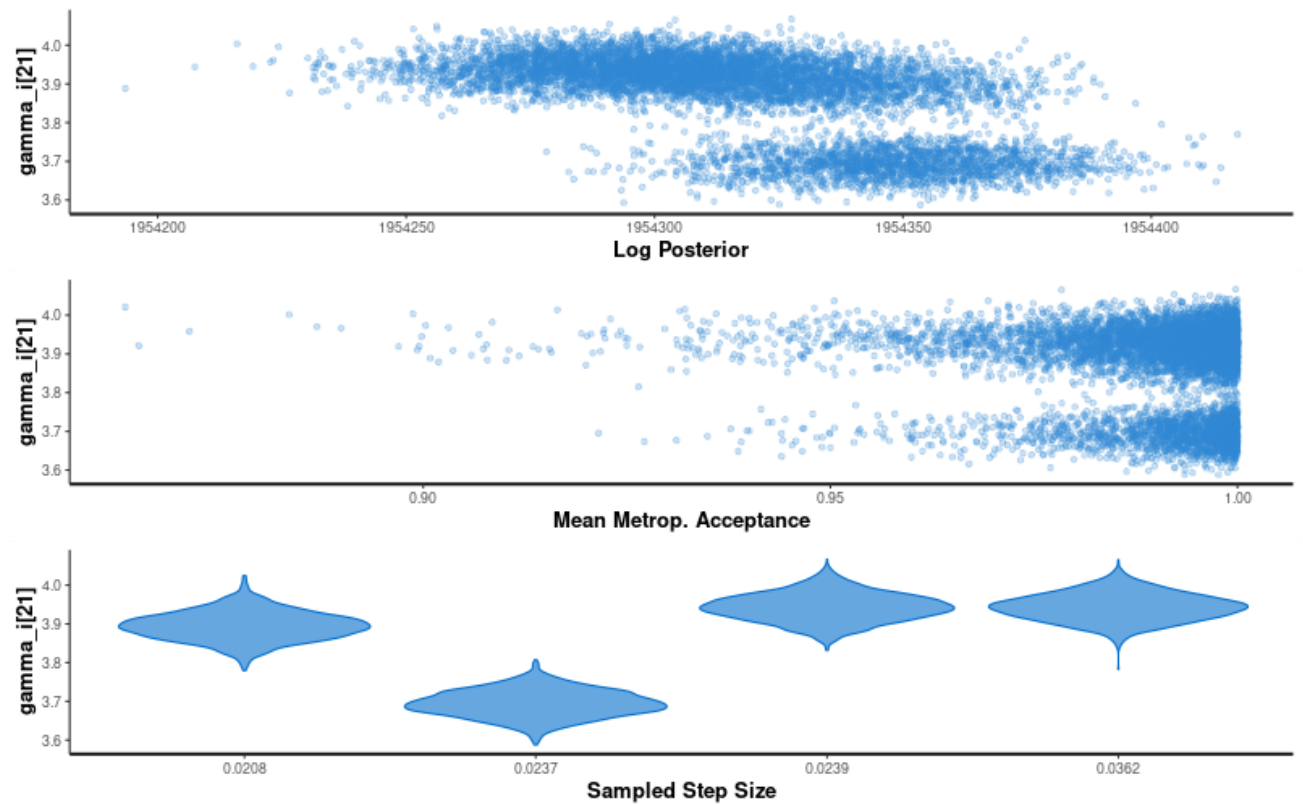 gamma_i[21]
4.0
3.9
3.8
3.7
3.6
1954200 1954250 1954300 1954350 1954400
Log Posterior
gamma_i[21]
4.0
3.9
3.8
3.7
3.6
0.90 0.95 1.00
Mean Metrop. Acceptance
gamma_i[21]
4.0
3.9
3.8
3.7
3.6
0.0208 0.0237 0.0239 0.0362
Sampled Step Size